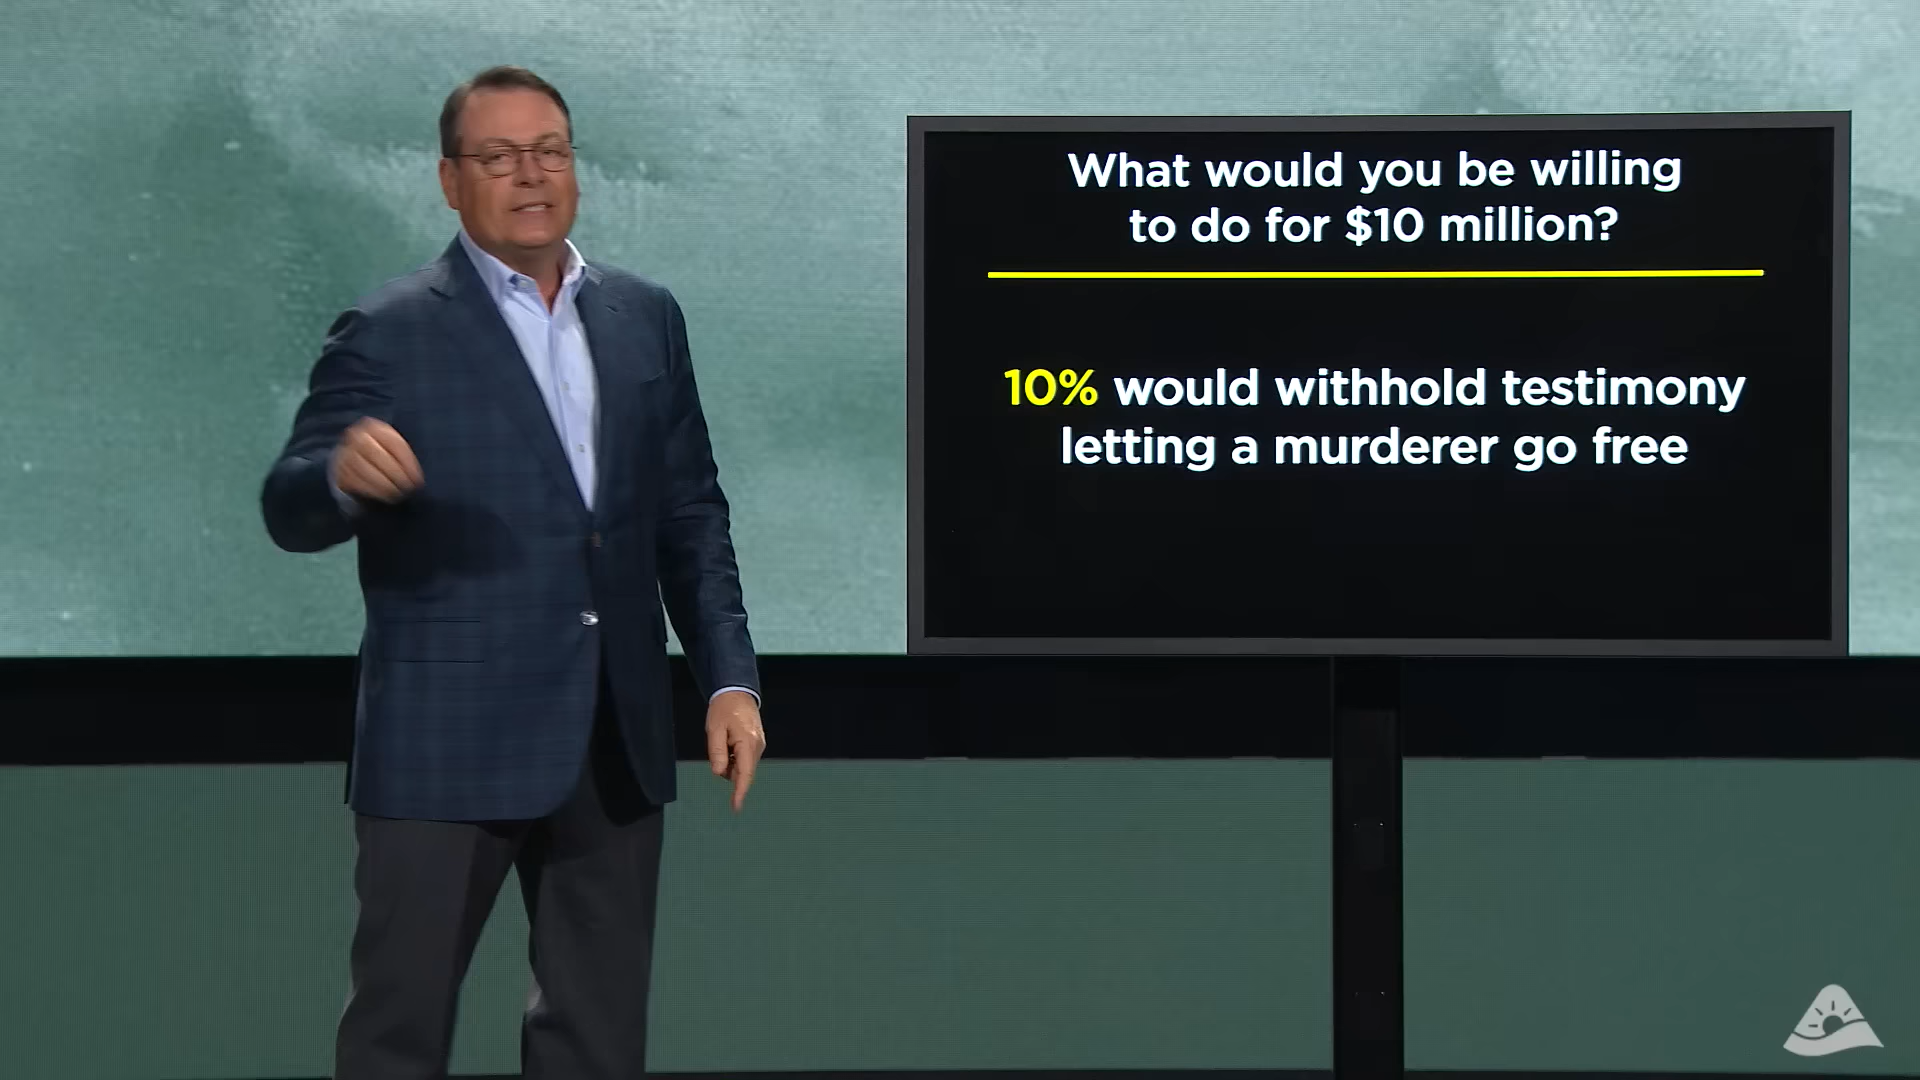 What would you be willing
to do for $10 million?
10% would withhold testimony
letting a murderer go free